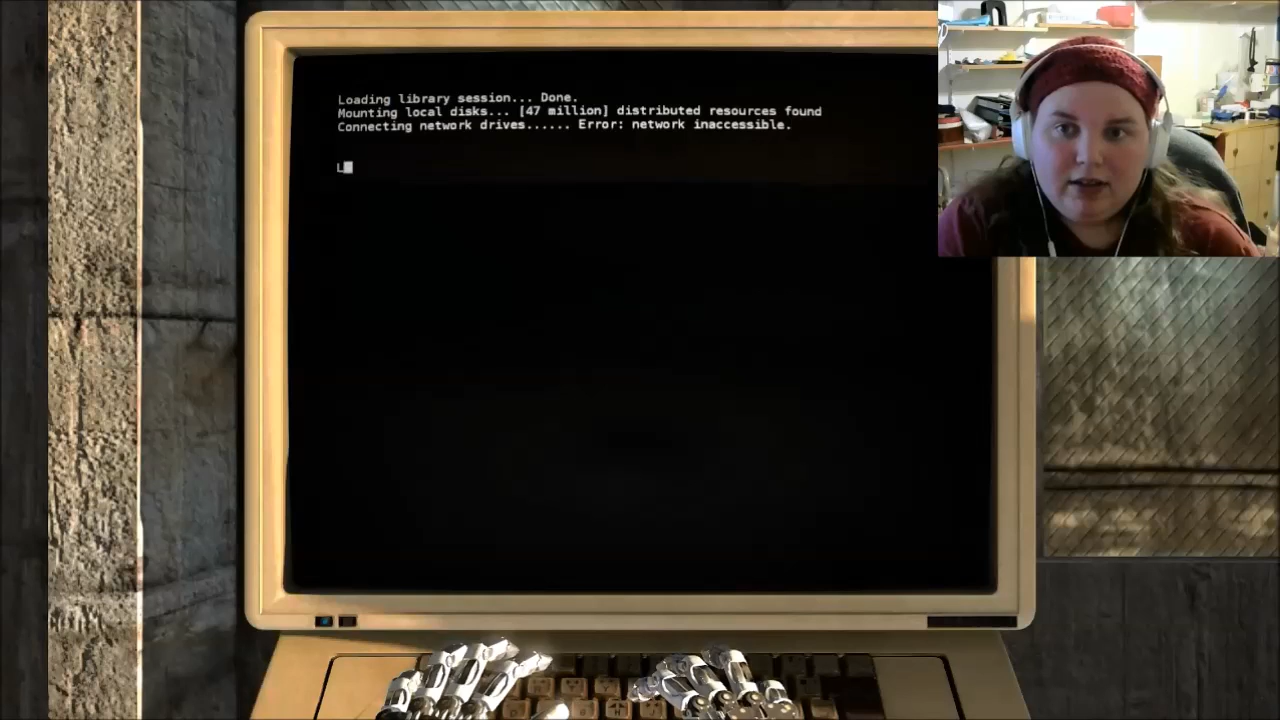 Loading library session... Done.
Mounting local disks... [47 million] distributed resources found
Connecting network drives...... Error: network inaccessible.
L